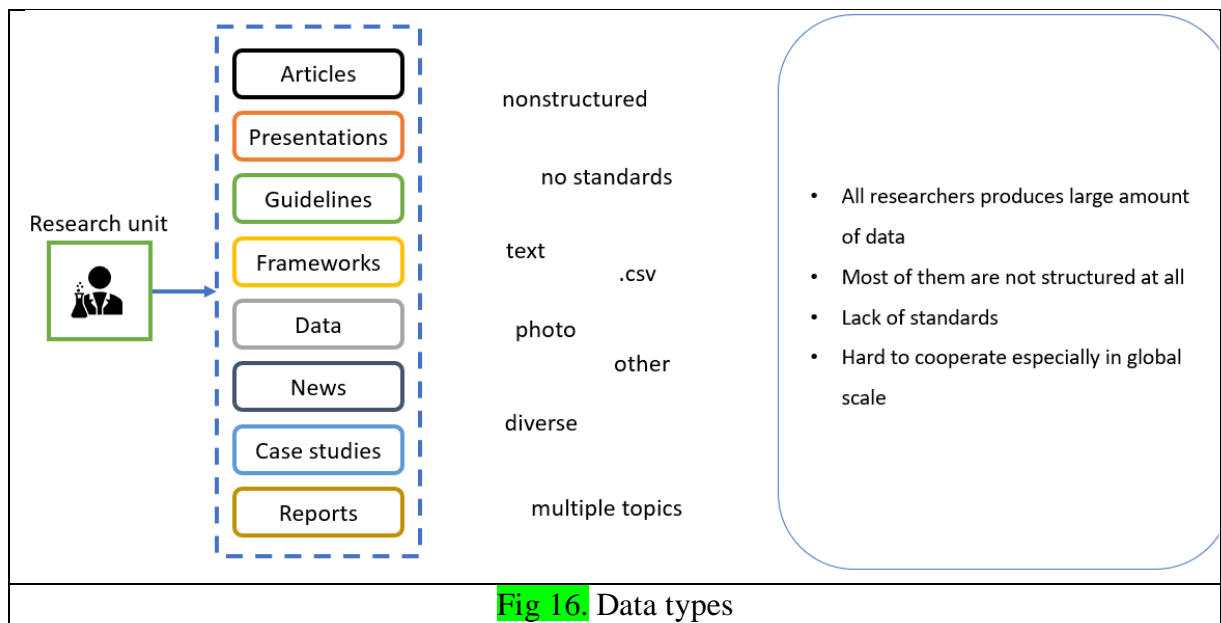 Research unit
Articles
Presentations
Guidelines
Frameworks
Data
News
Case studies
Reports
nonstructured
no standards
text
.csv
photo
other
diverse
multiple topics
• All researchers produces large amount
of data
• Most of them are not structured at all
• Lack of standards
• Hard to cooperate especially in global
scale
Fig 16. Data types